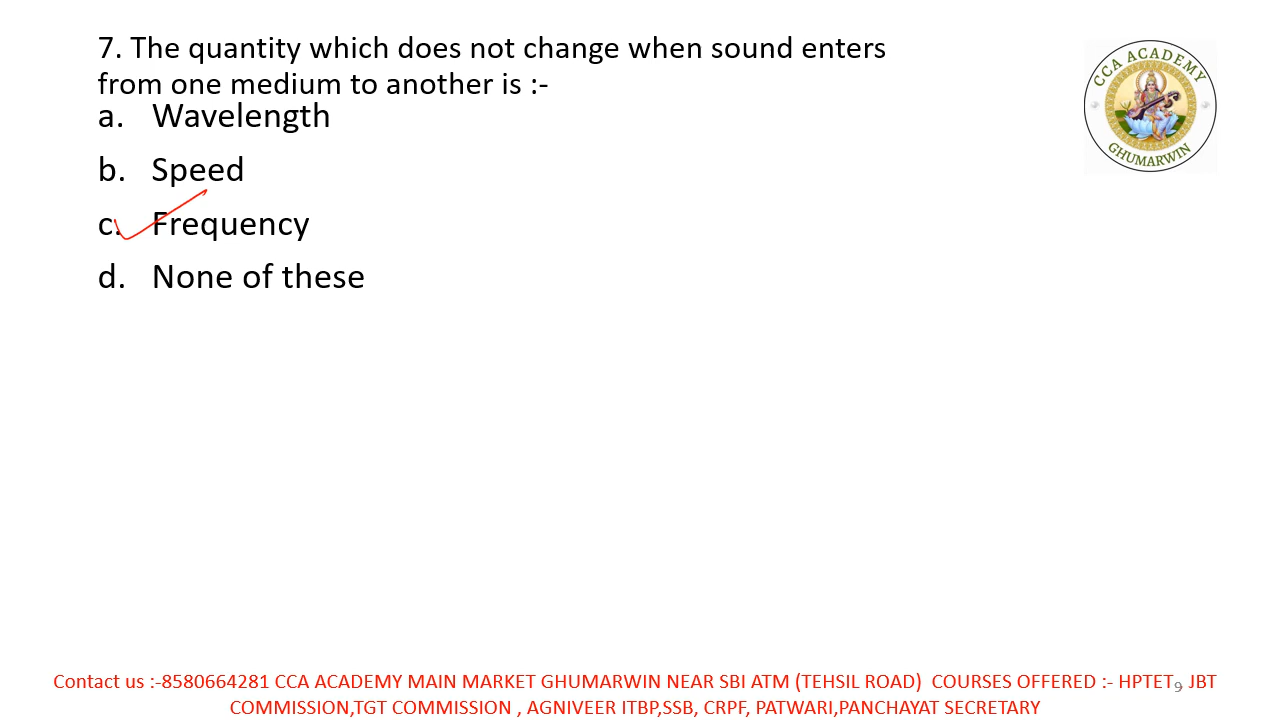 7. The quantity which does not change when sound enters
from one medium to another is :-
a. Wavelength
b. Speed
c. Frequency
d. None of these
CCA ACADEMY
GHUMARWIN
Contact us :-8580664281 CCA ACADEMY MAIN MARKET GHUMARWIN NEAR SBI ATM (TEHSIL ROAD) COURSES OFFERED :- HPTET, JBT
COMMISSION,TGT COMMISSION , AGNIVEER ITBP,SSB, CRPF, PATWARI,PANCHAYAT SECRETARY
9